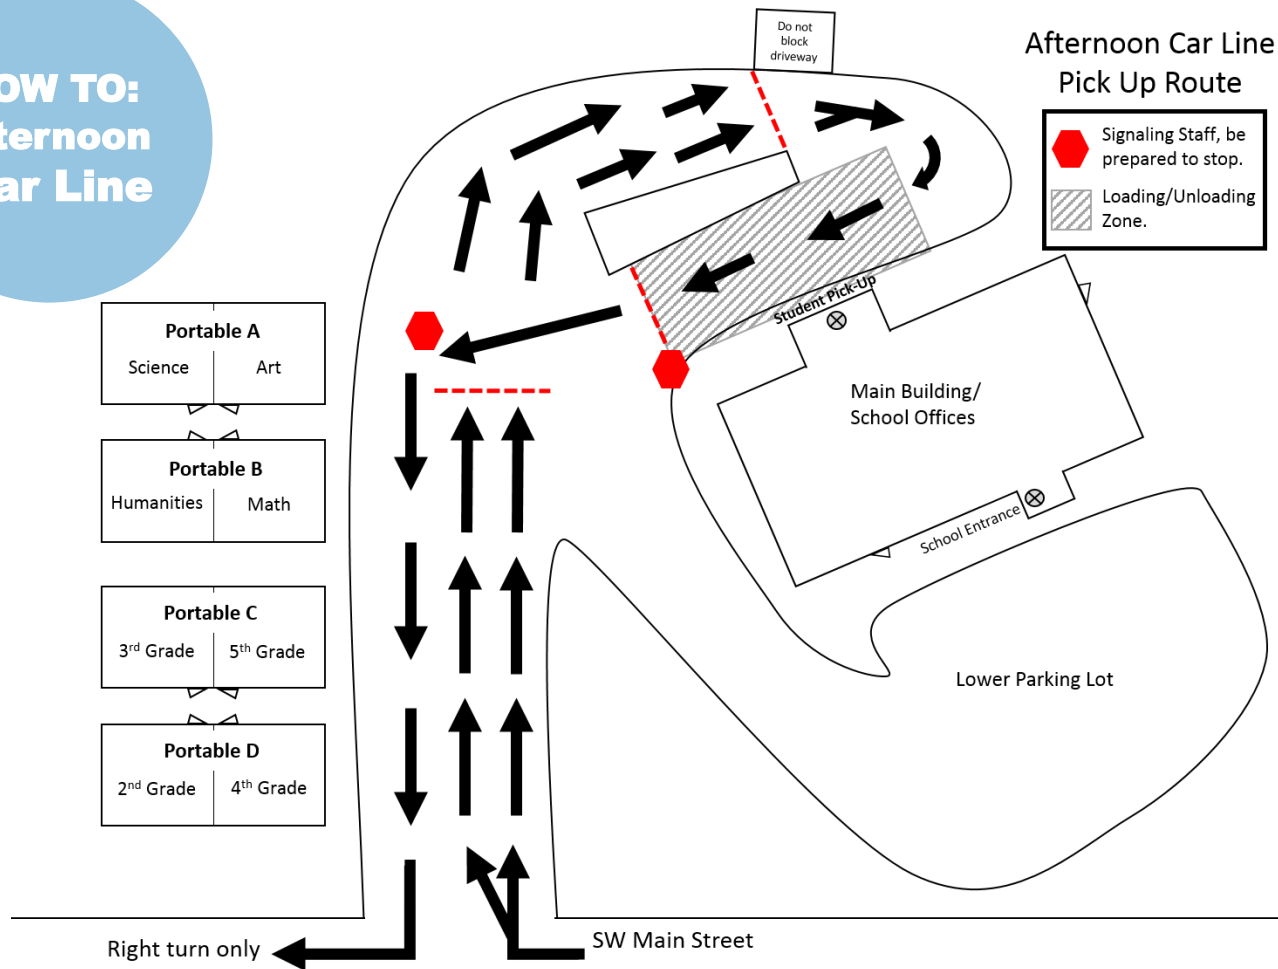 OW TO:
ternoon
ar Line
Do not
block
driveway
Afternoon Car Line
Pick Up Route
Signaling Staff, be
prepared to stop.
Loading/Unloading
Zone.
Student Pick-Up
Portable A
Science Art
Portable B
Humanities Math
Main Building/
School Offices
School Entrance
Portable C
3rd Grade 5th Grade
Lower Parking Lot
Portable D
2nd Grade 4th Grade
Right turn only
SW Main Street